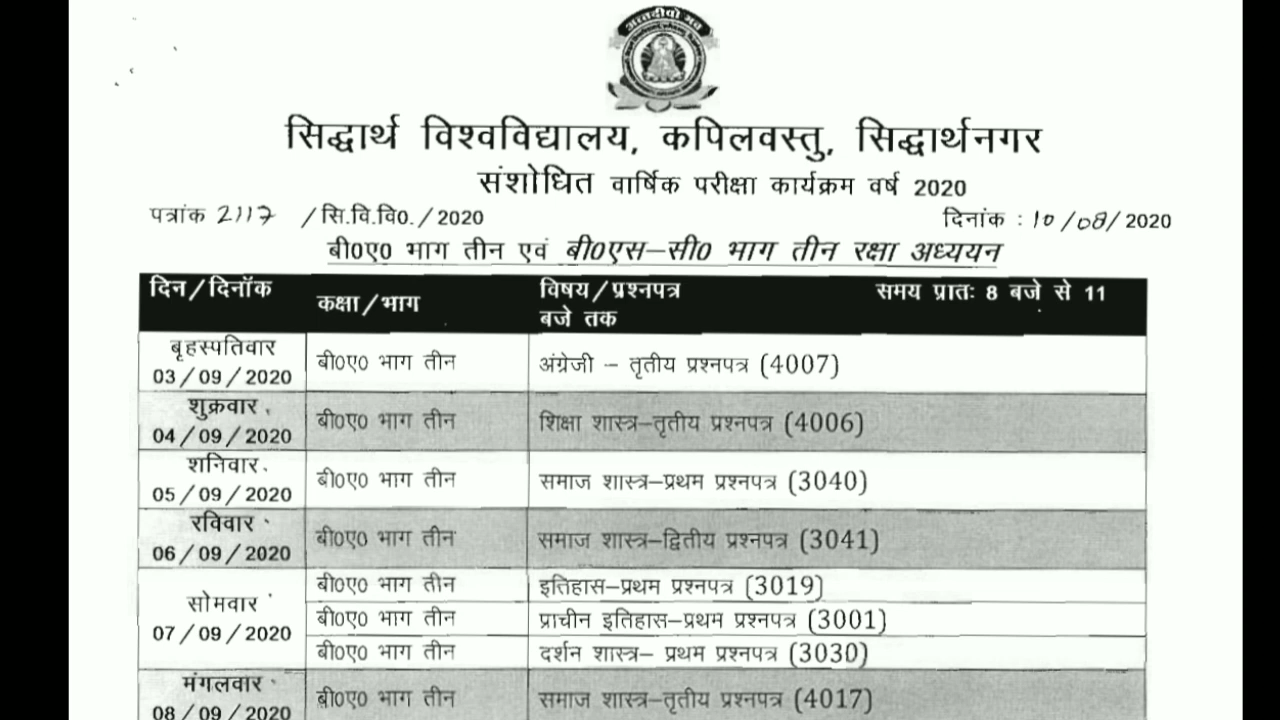 अत्तदीपो भव
सिद्धार्थ विश्वविद्यालय, कपिलवस्तु, सिद्धार्थनगर
संशोधित वार्षिक परीक्षा कार्यक्रम वर्ष 2020
पत्रांक 2117 /सि.वि.वि0./2020 दिनांक : 10/08/2020
बी0ए0 भाग तीन एवं बी0एस–सी0 भाग तीन रक्षा अध्ययन
दिन/दिनॉक कक्षा/भाग विषय/प्रश्नपत्र समय प्रातः 8 बजे से 11
बजे तक
बृहस्पतिवार
03/09/2020 बी0ए0 भाग तीन अंग्रेजी – तृतीय प्रश्नपत्र (4007)
शुक्रवार
04/09/2020 बी0ए0 भाग तीन शिक्षा शास्त्र–तृतीय प्रश्नपत्र (4006)
शनिवार
05/09/2020 बी0ए0 भाग तीन समाज शास्त्र–प्रथम प्रश्नपत्र (3040)
रविवार
06/09/2020 बी0ए0 भाग तीन समाज शास्त्र–द्वितीय प्रश्नपत्र (3041)
सोमवार
07/09/2020 बी0ए0 भाग तीन इतिहास–प्रथम प्रश्नपत्र (3019)
बी0ए0 भाग तीन प्राचीन इतिहास–प्रथम प्रश्नपत्र (3001)
बी0ए0 भाग तीन दर्शन शास्त्र– प्रथम प्रश्नपत्र (3030)
मंगलवार
08/09/2020 बी0ए0 भाग तीन समाज शास्त्र–तृतीय प्रश्नपत्र (4017)